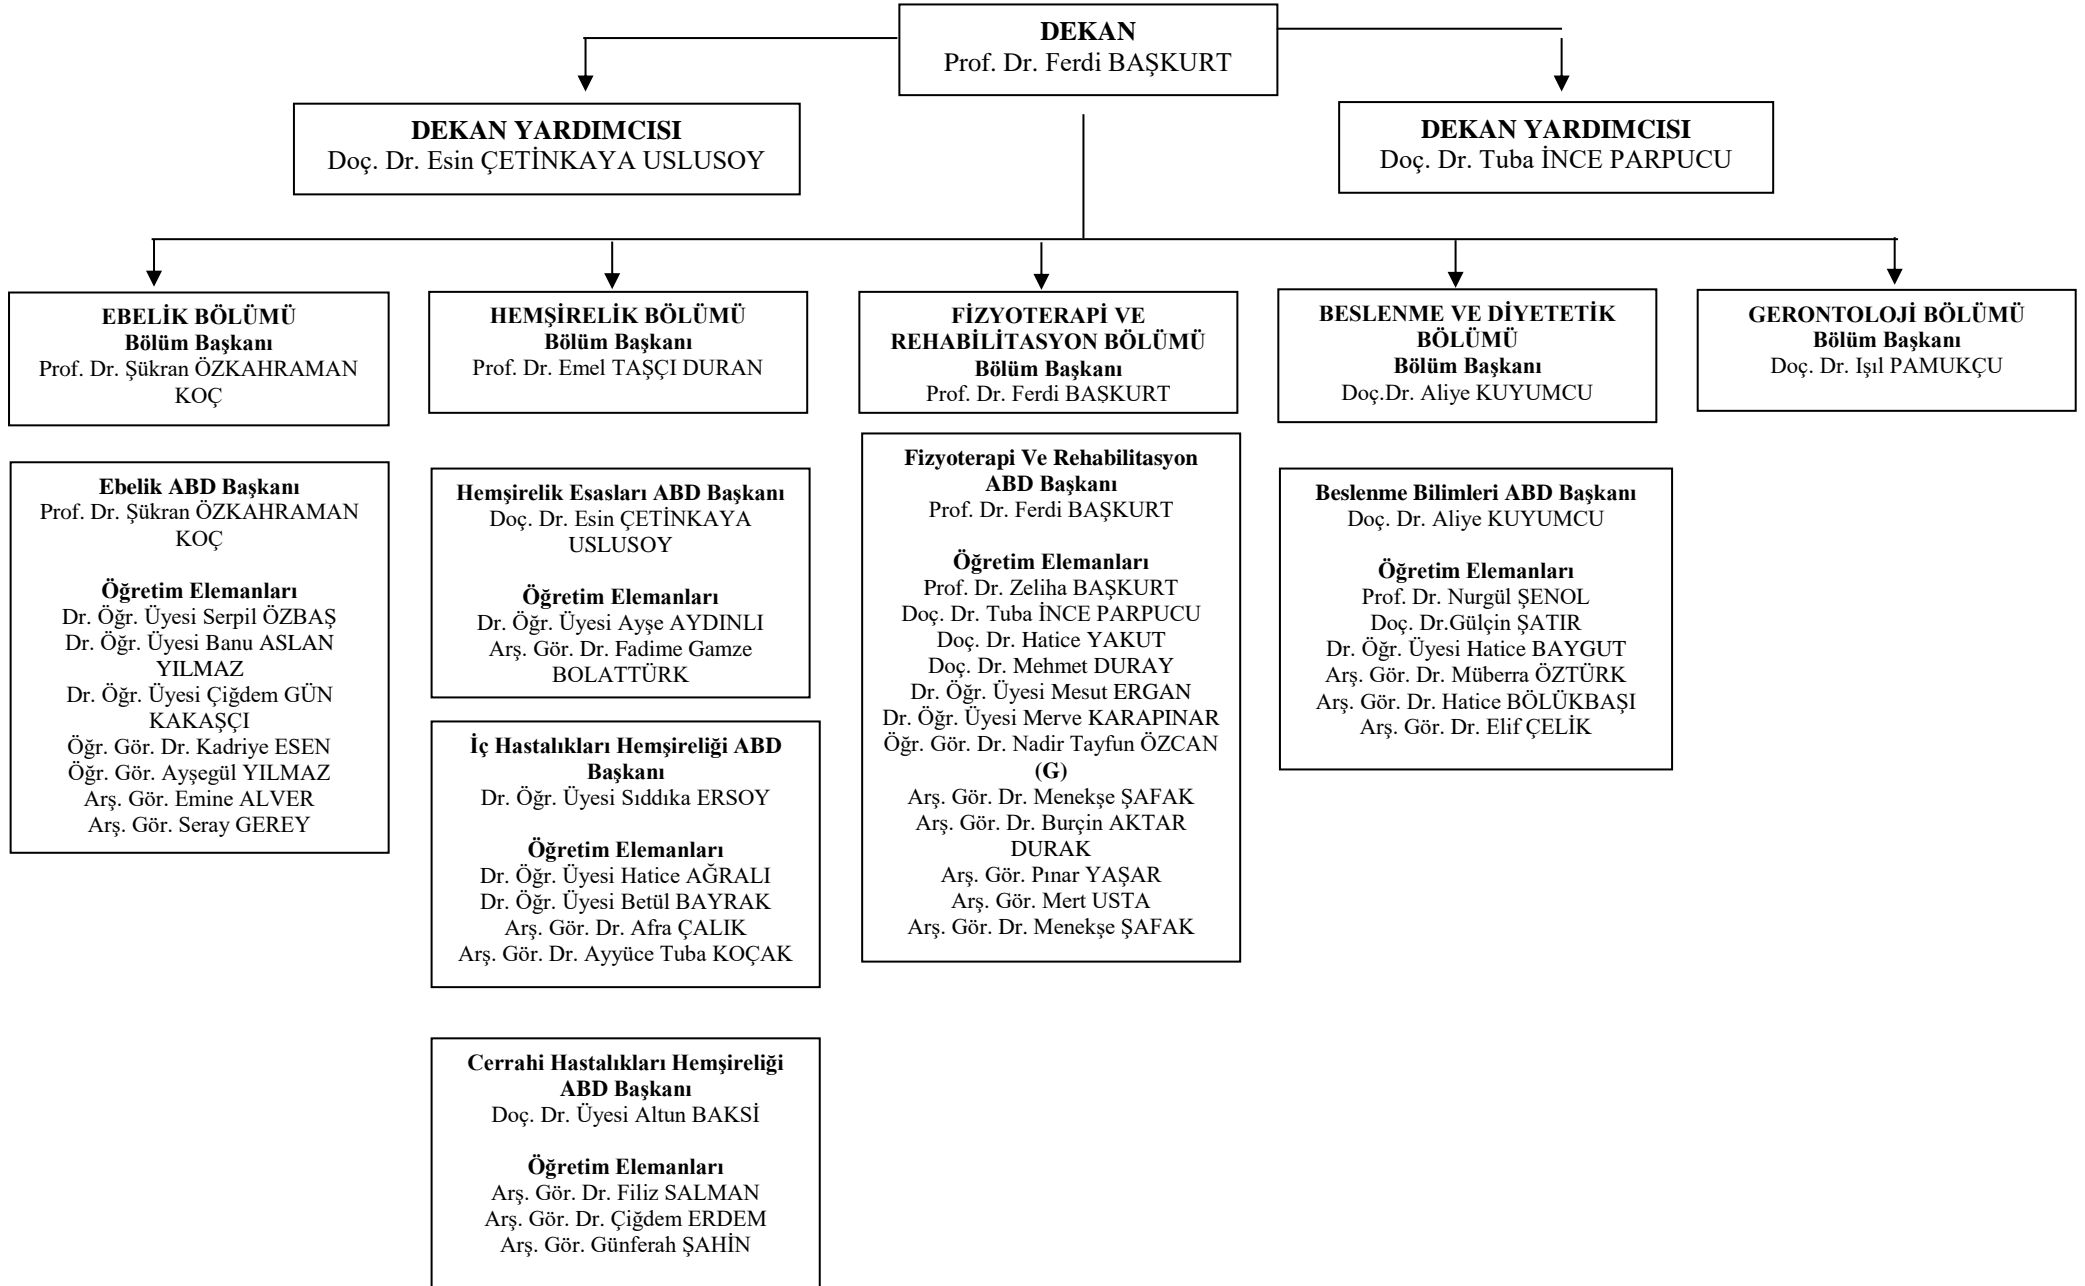 DEKAN
Prof. Dr. Ferdi BAŞKURT
DEKAN YARDIMCISI
Doç. Dr. Esin ÇETİNKAYA USLUSOY
DEKAN YARDIMCISI
Doç. Dr. Tuba İNCE PARPUCU
EBELİK BÖLÜMÜ
Bölüm Başkanı
Prof. Dr. Şükran ÖZKAHRAMAN
KOÇ
HEMŞİRELİK BÖLÜMÜ
Bölüm Başkanı
Prof. Dr. Emel TAŞÇI DURAN
FİZYOTERAPİ VE
REHABİLİTASYON BÖLÜMÜ
Bölüm Başkanı
Prof. Dr. Ferdi BAŞKURT
BESLENME VE DİYETETİK
BÖLÜMÜ
Bölüm Başkanı
Doç.Dr. Aliye KUYUMCU
GERONTOLOJİ BÖLÜMÜ
Bölüm Başkanı
Doç. Dr. Işıl PAMUKÇU
Ebelik ABD Başkanı
Prof. Dr. Şükran ÖZKAHRAMAN
KOÇ
Öğretim Elemanları
Dr. Öğr. Üyesi Serpil ÖZBAŞ
Dr. Öğr. Üyesi Banu ASLAN
YILMAZ
Dr. Öğr. Üyesi Çiğdem GÜN
KAKAŞÇI
Öğr. Gör. Dr. Kadriye ESEN
Öğr. Gör. Ayşegül YILMAZ
Arş. Gör. Emine ALVER
Arş. Gör. Seray GEREY
Hemşirelik Esasları ABD Başkanı
Doç. Dr. Esin ÇETİNKAYA
USLUSOY
Öğretim Elemanları
Dr. Öğr. Üyesi Ayşe AYDINLI
Arş. Gör. Dr. Fadime Gamze
BOLATTÜRK
İç Hastalıkları Hemşireliği ABD
Başkanı
Dr. Öğr. Üyesi Sıddıka ERSOY
Öğretim Elemanları
Dr. Öğr. Üyesi Hatice AĞRALI
Dr. Öğr. Üyesi Betül BAYRAK
Arş. Gör. Dr. Afra ÇALIK
Arş. Gör. Dr. Ayyüce Tuba KOÇAK
Cerrahi Hastalıkları Hemşireliği
ABD Başkanı
Doç. Dr. Üyesi Altun BAKSİ
Öğretim Elemanları
Arş. Gör. Dr. Filiz SALMAN
Arş. Gör. Dr. Çiğdem ERDEM
Arş. Gör. Günferah ŞAHİN
Fizyoterapi Ve Rehabilitasyon
ABD Başkanı
Prof. Dr. Ferdi BAŞKURT
Öğretim Elemanları
Prof. Dr. Zeliha BAŞKURT
Doç. Dr. Tuba İNCE PARPUCU
Doç. Dr. Hatice YAKUT
Doç. Dr. Mehmet DURAY
Dr. Öğr. Üyesi Mesut ERGAN
Dr. Öğr. Üyesi Merve KARAPINAR
Öğr. Gör. Dr. Nadir Tayfun ÖZCAN
(G)
Arş. Gör. Dr. Menekşe ŞAFAK
Arş. Gör. Dr. Burçin AKTAR
DURAK
Arş. Gör. Pınar YAŞAR
Arş. Gör. Mert USTA
Arş. Gör. Dr. Menekşe ŞAFAK
Beslenme Bilimleri ABD Başkanı
Doç. Dr. Aliye KUYUMCU
Öğretim Elemanları
Prof. Dr. Nurgül ŞENOL
Doç. Dr.Gülçin ŞATIR
Dr. Öğr. Üyesi Hatice BAYGUT
Arş. Gör. Dr. Müberra ÖZTÜRK
Arş. Gör. Dr. Hatice BÖLÜKBAŞI
Arş. Gör. Dr. Elif ÇELİK